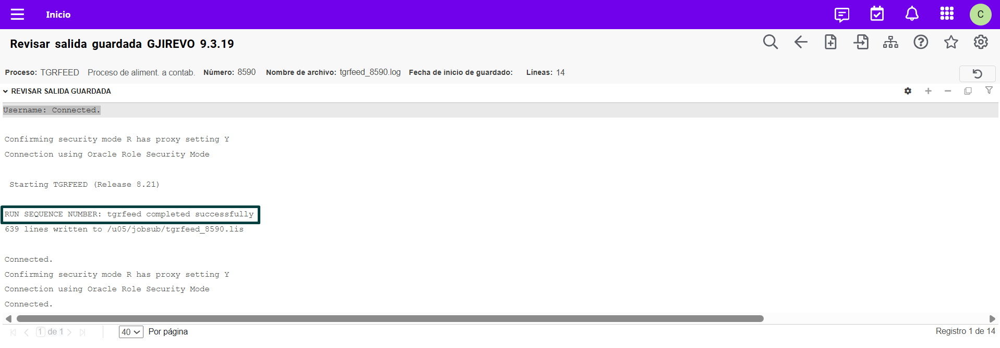 Inicio
C
Revisar salida guardada GJIREVO 9.3.19
Proceso: TGRFEED Proceso de aliment. a contab. Número: 8590 Nombre de archivo: tgrfeed_8590.log Fecha de inicio de guardado: Líneas: 14
REVISAR SALIDA GUARDADA
Username: Connected.
Confirming security mode R has proxy setting Y
Connection using Oracle Role Security Mode
Starting TGRFEED (Release 8.21)
RUN SEQUENCE NUMBER: tgrfeed completed successfully
639 lines written to /u05/jobsub/tgrfeed_8590.lis
Connected.
Confirming security mode R has proxy setting Y
Connection using Oracle Role Security Mode
Connected.
1 de 1 40 Por página Registro 1 de 14